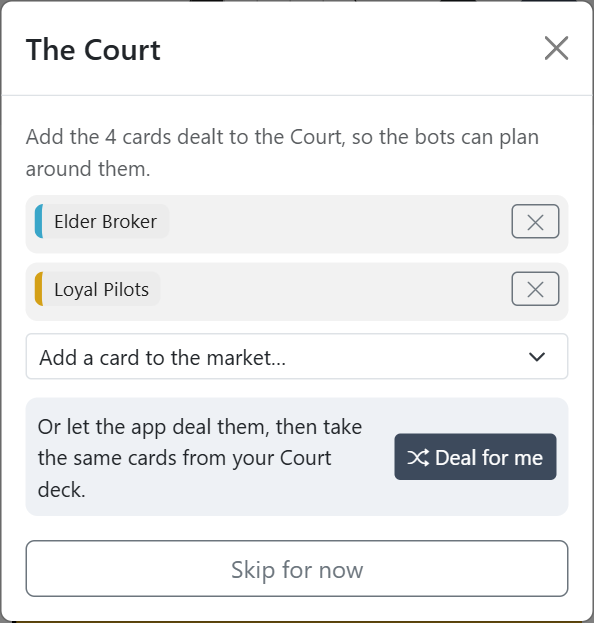 The Court
Add the 4 cards dealt to the Court, so the bots can plan
around them.
Elder Broker
Loyal Pilots
Add a card to the market...
Or let the app deal them, then take
the same cards from your Court
deck.
Deal for me
Skip for now